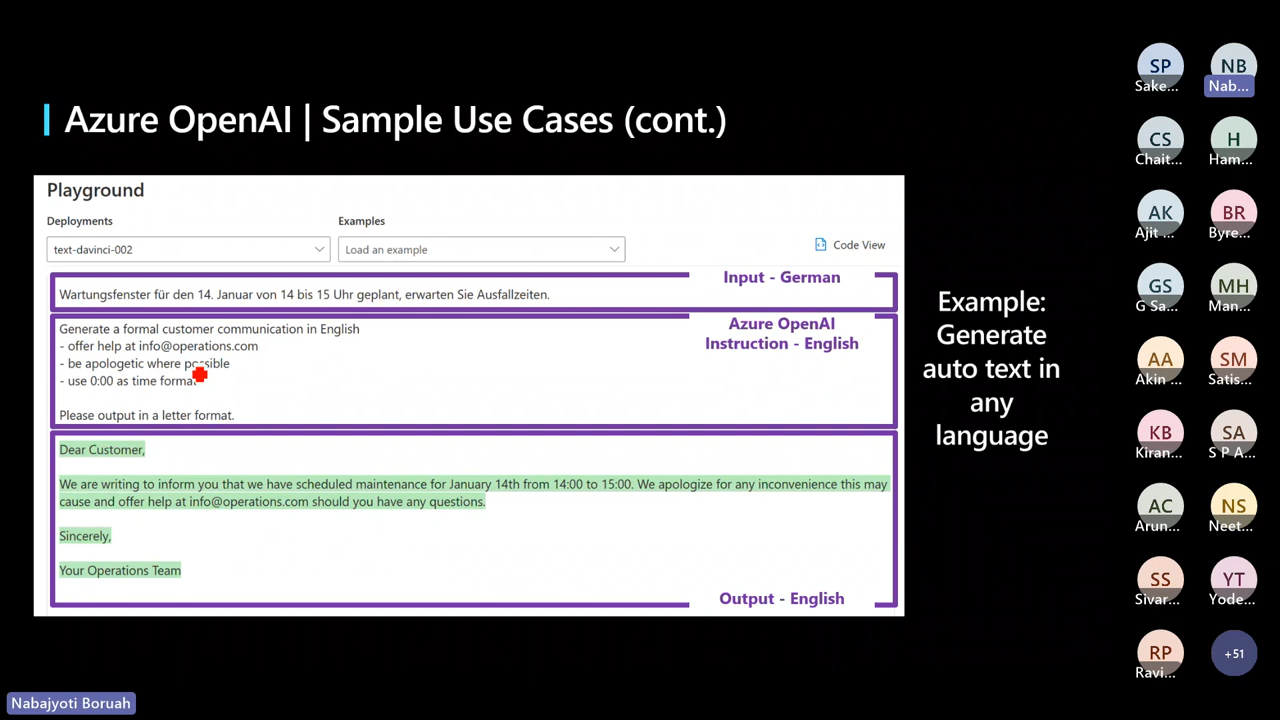 Azure OpenAI | Sample Use Cases (cont.)
Playground
Deployments
Examples
text-davinci-002
Load an example
Code View
Input - German
Wartungsfenster für den 14. Januar von 14 bis 15 Uhr geplant, erwarten Sie Ausfallzeiten.
Azure OpenAI
Instruction - English
Generate a formal customer communication in English
- offer help at info@operations.com
- be apologetic where possible
- use 0:00 as time format
Please output in a letter format.
Dear Customer,
We are writing to inform you that we have scheduled maintenance for January 14th from 14:00 to 15:00. We apologize for any inconvenience this may
cause and offer help at info@operations.com should you have any questions.
Sincerely,
Your Operations Team
Output - English
Example:
Generate
auto text in
any
language
SP
Sake...
NB
Nab...
CS
Chait...
H
Ham...
AK
Ajit ...
BR
Byre...
GS
G Sa...
MH
Man...
AA
Akin ...
SM
Satis...
KB
Kiran...
SA
S P A...
AC
Arun...
NS
Neet...
SS
Sivar...
YT
Yode...
RP
Ravi...
+51
Nabajyoti Boruah